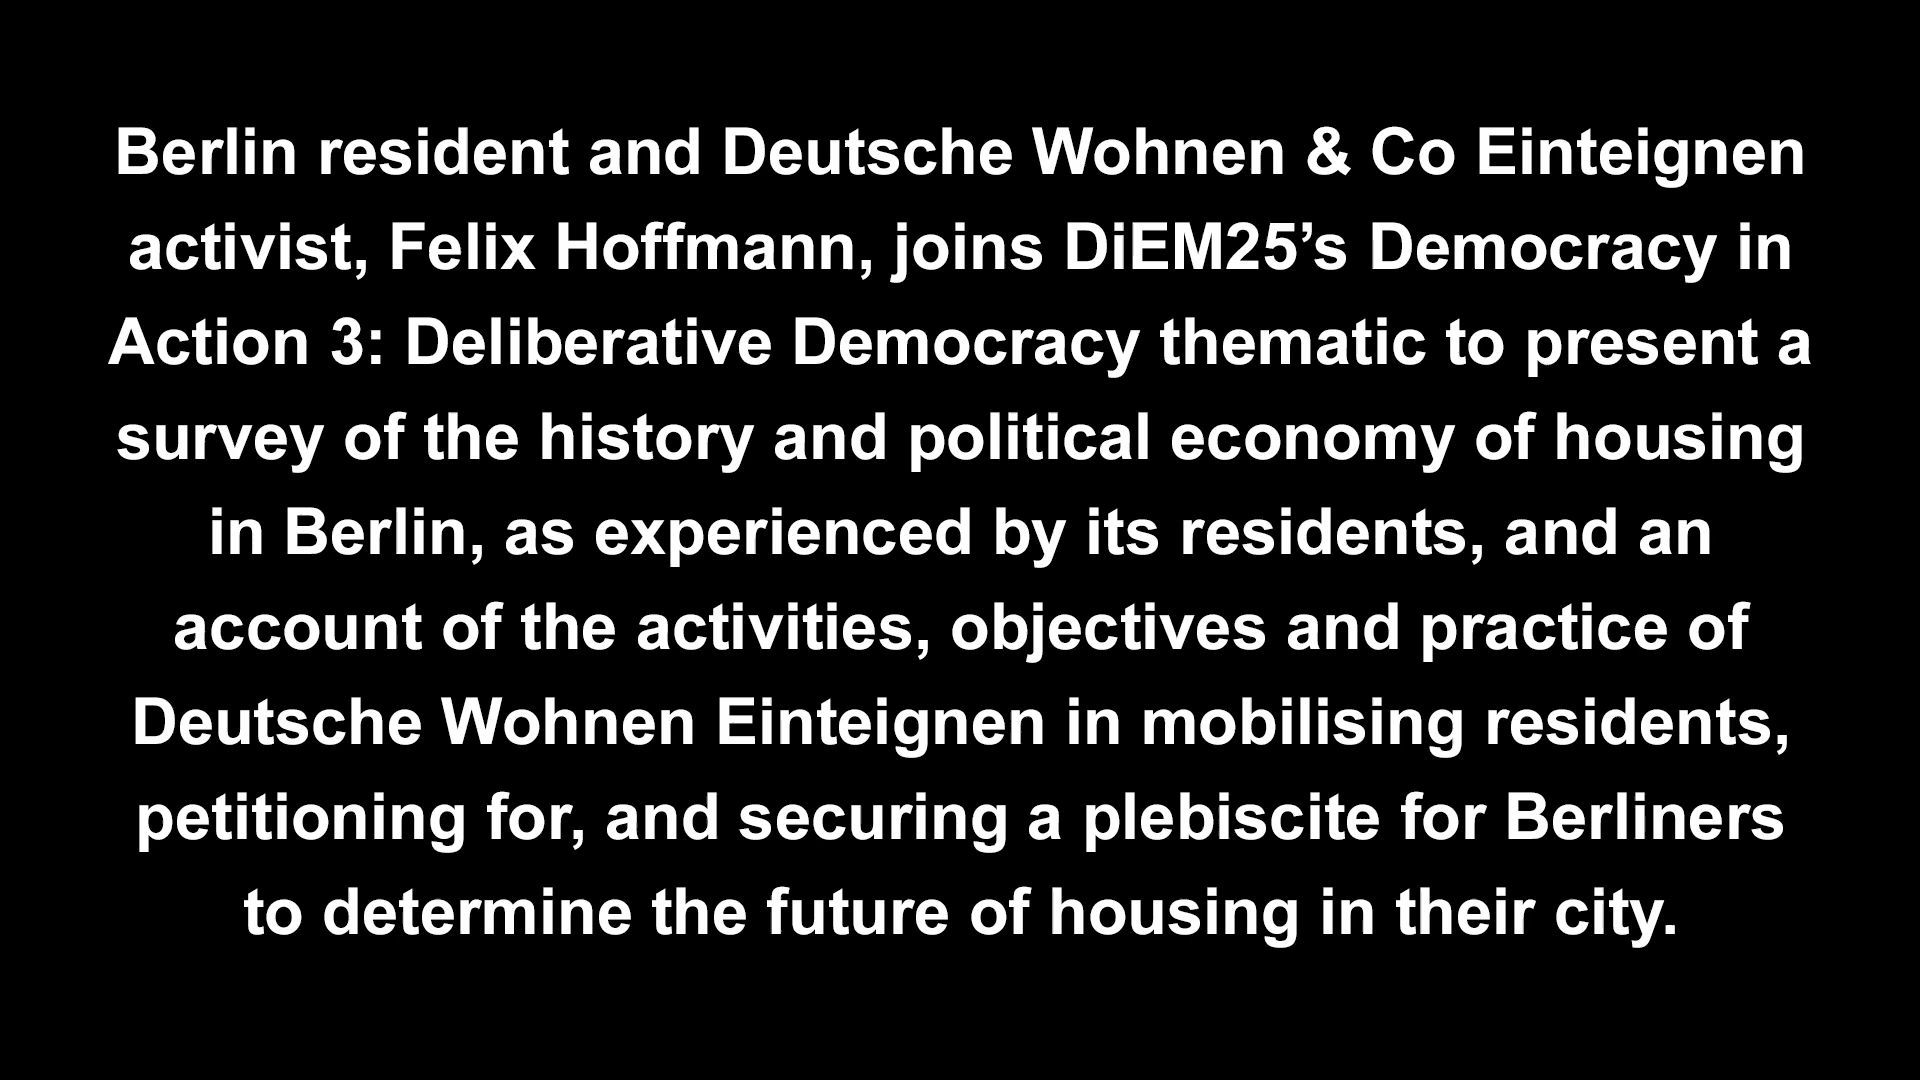 Berlin resident and Deutsche Wohnen & Co Einteignen
activist, Felix Hoffmann, joins DiEM25’s Democracy in
Action 3: Deliberative Democracy thematic to present a
survey of the history and political economy of housing
in Berlin, as experienced by its residents, and an
account of the activities, objectives and practice of
Deutsche Wohnen Einteignen in mobilising residents,
petitioning for, and securing a plebiscite for Berliners
to determine the future of housing in their city.